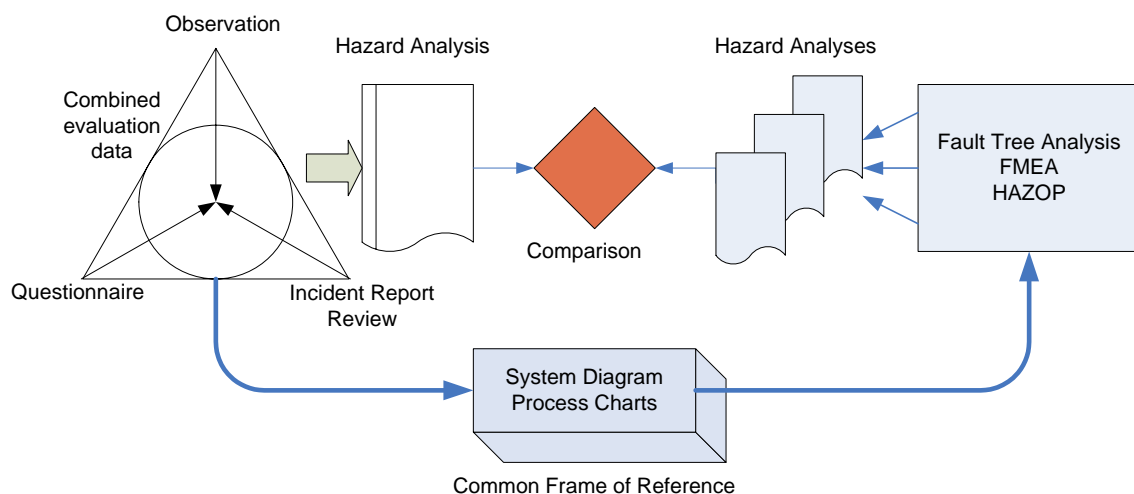 Observation
Hazard Analysis
Hazard Analyses
Combined
evaluation
data
Fault Tree Analysis
FMEA
HAZOP
Comparison
Questionnaire
Incident Report
Review
System Diagram
Process Charts
Common Frame of Reference